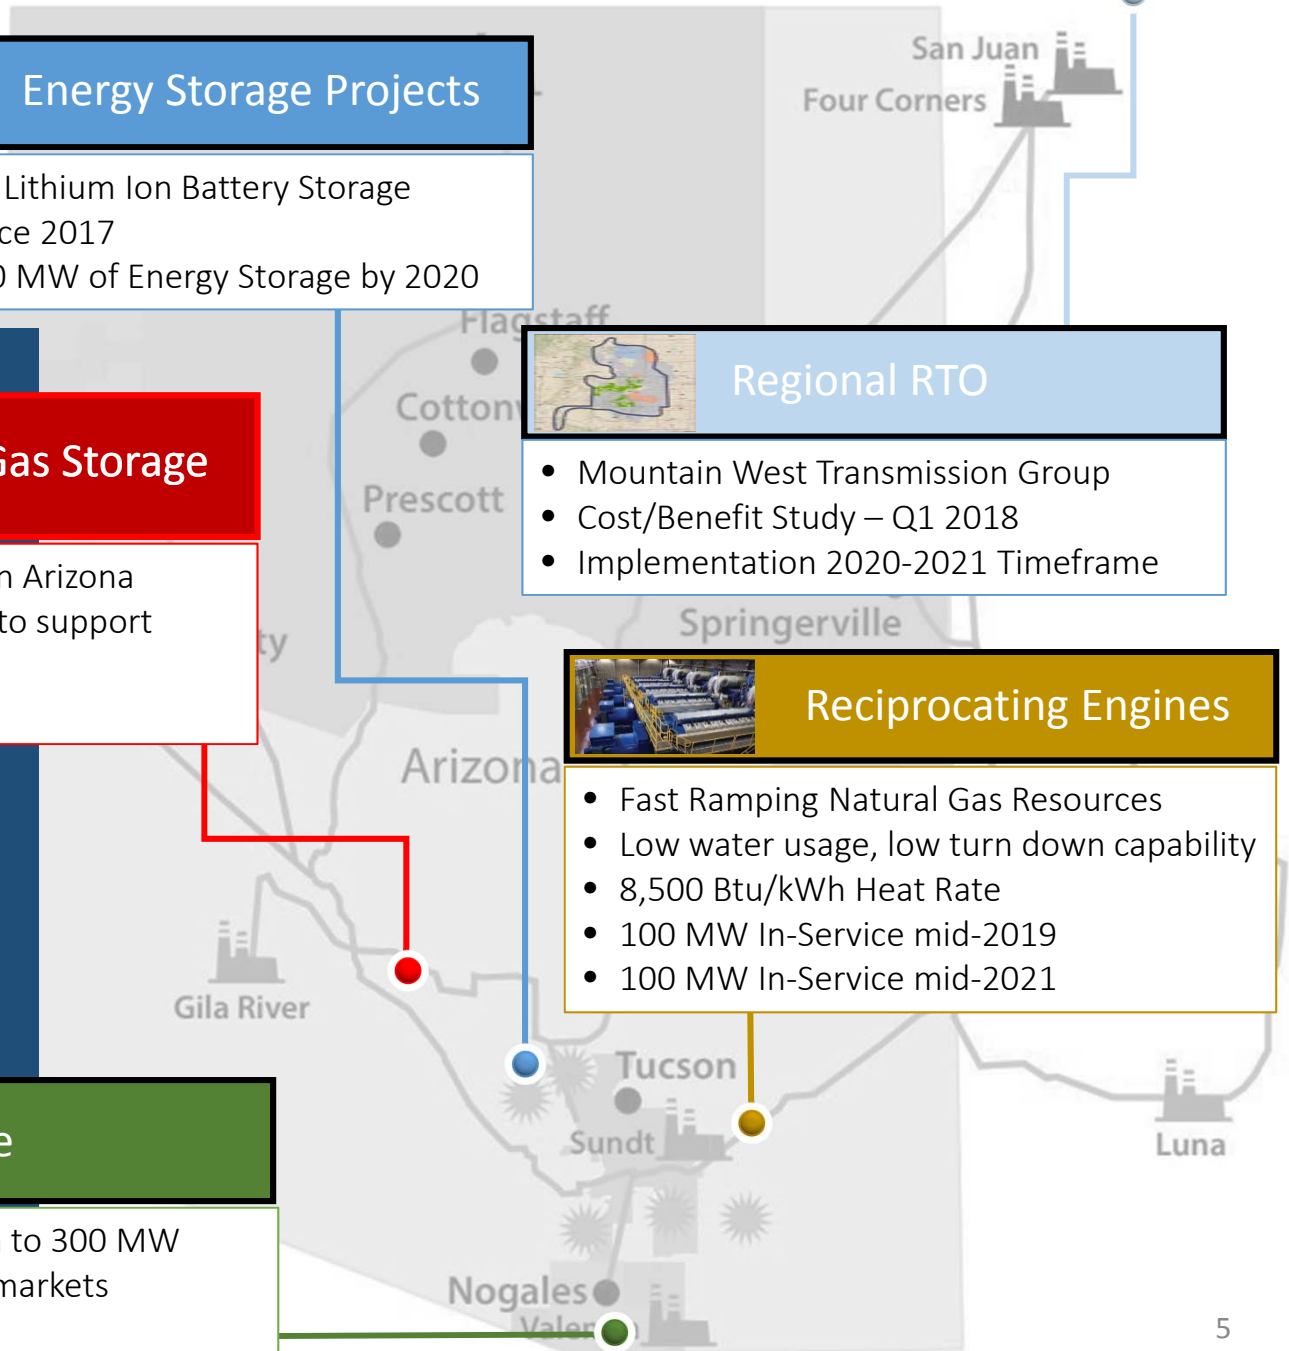 San Juan
Four Corners
Energy Storage Projects
Lithium Ion Battery Storage
ce 2017
MW of Energy Storage by 2020
Flagstaff
Regional RTO
• Mountain West Transmission Group
• Cost/Benefit Study – Q1 2018
• Implementation 2020-2021 Timeframe
Prescott
Gas Storage
n Arizona
to support
ty
Springerville
Reciprocating Engines
• Fast Ramping Natural Gas Resources
• Low water usage, low turn down capability
• 8,500 Btu/kWh Heat Rate
• 100 MW In-Service mid-2019
• 100 MW In-Service mid-2021
Arizona
Gila River
Tucson
Sundt
Luna
e
to 300 MW
markets
Nogales
5